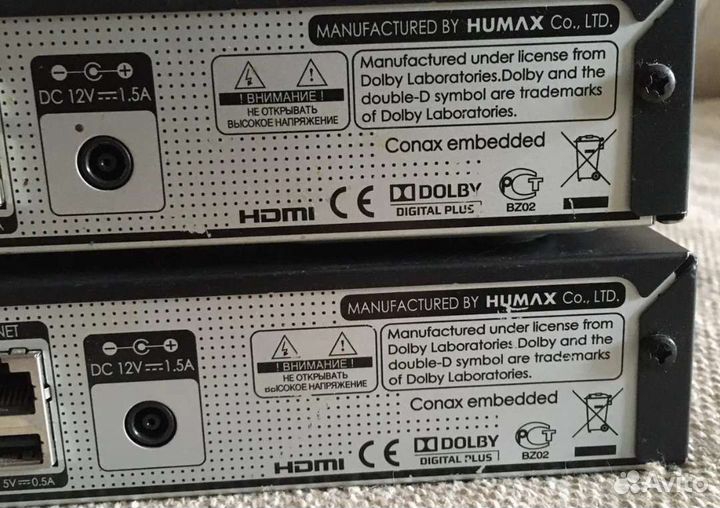 MANUFACTURED BY HUMAX Co., LTD.
DC 12V⎓1.5A
! ВНИМАНИЕ !
НЕ ОТКРЫВАТЬ
ВЫСОКОЕ НАПРЯЖЕНИЕ
Manufactured under license from
Dolby Laboratories.Dolby and the
double-D symbol are trademarks
of Dolby Laboratories.
Conax embedded
HDMI CE DOLBY
DIGITAL PLUS
BZ02
MANUFACTURED BY HUMAX Co., LTD.
NET
DC 12V⎓1.5A
! ВНИМАНИЕ !
НЕ ОТКРЫВАТЬ
ВЫСОКОЕ НАПРЯЖЕНИЕ
Manufactured under license from
Dolby Laboratories.Dolby and the
double-D symbol are trademarks
of Dolby Laboratories.
Conax embedded
5V⎓0.5A
HDMI CE DOLBY
DIGITAL PLUS
BZ02
Avito